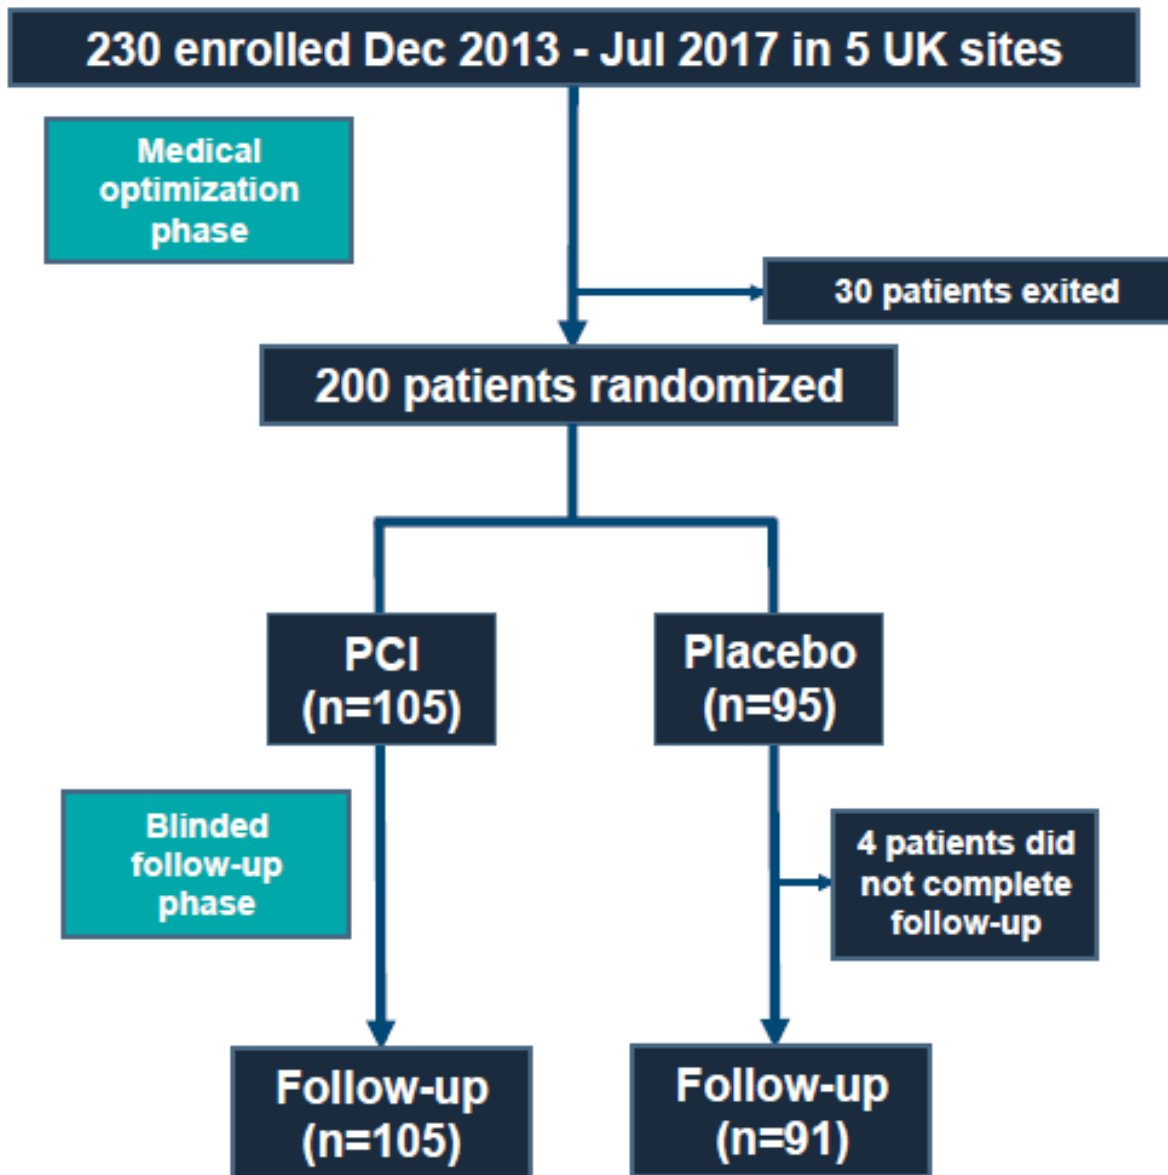 230 enrolled Dec 2013 - Jul 2017 in 5 UK sites
Medical
optimization
phase
30 patients exited
200 patients randomized
PCI
(n=105)
Placebo
(n=95)
Blinded
follow-up
phase
4 patients did
not complete
follow-up
Follow-up
(n=105)
Follow-up
(n=91)